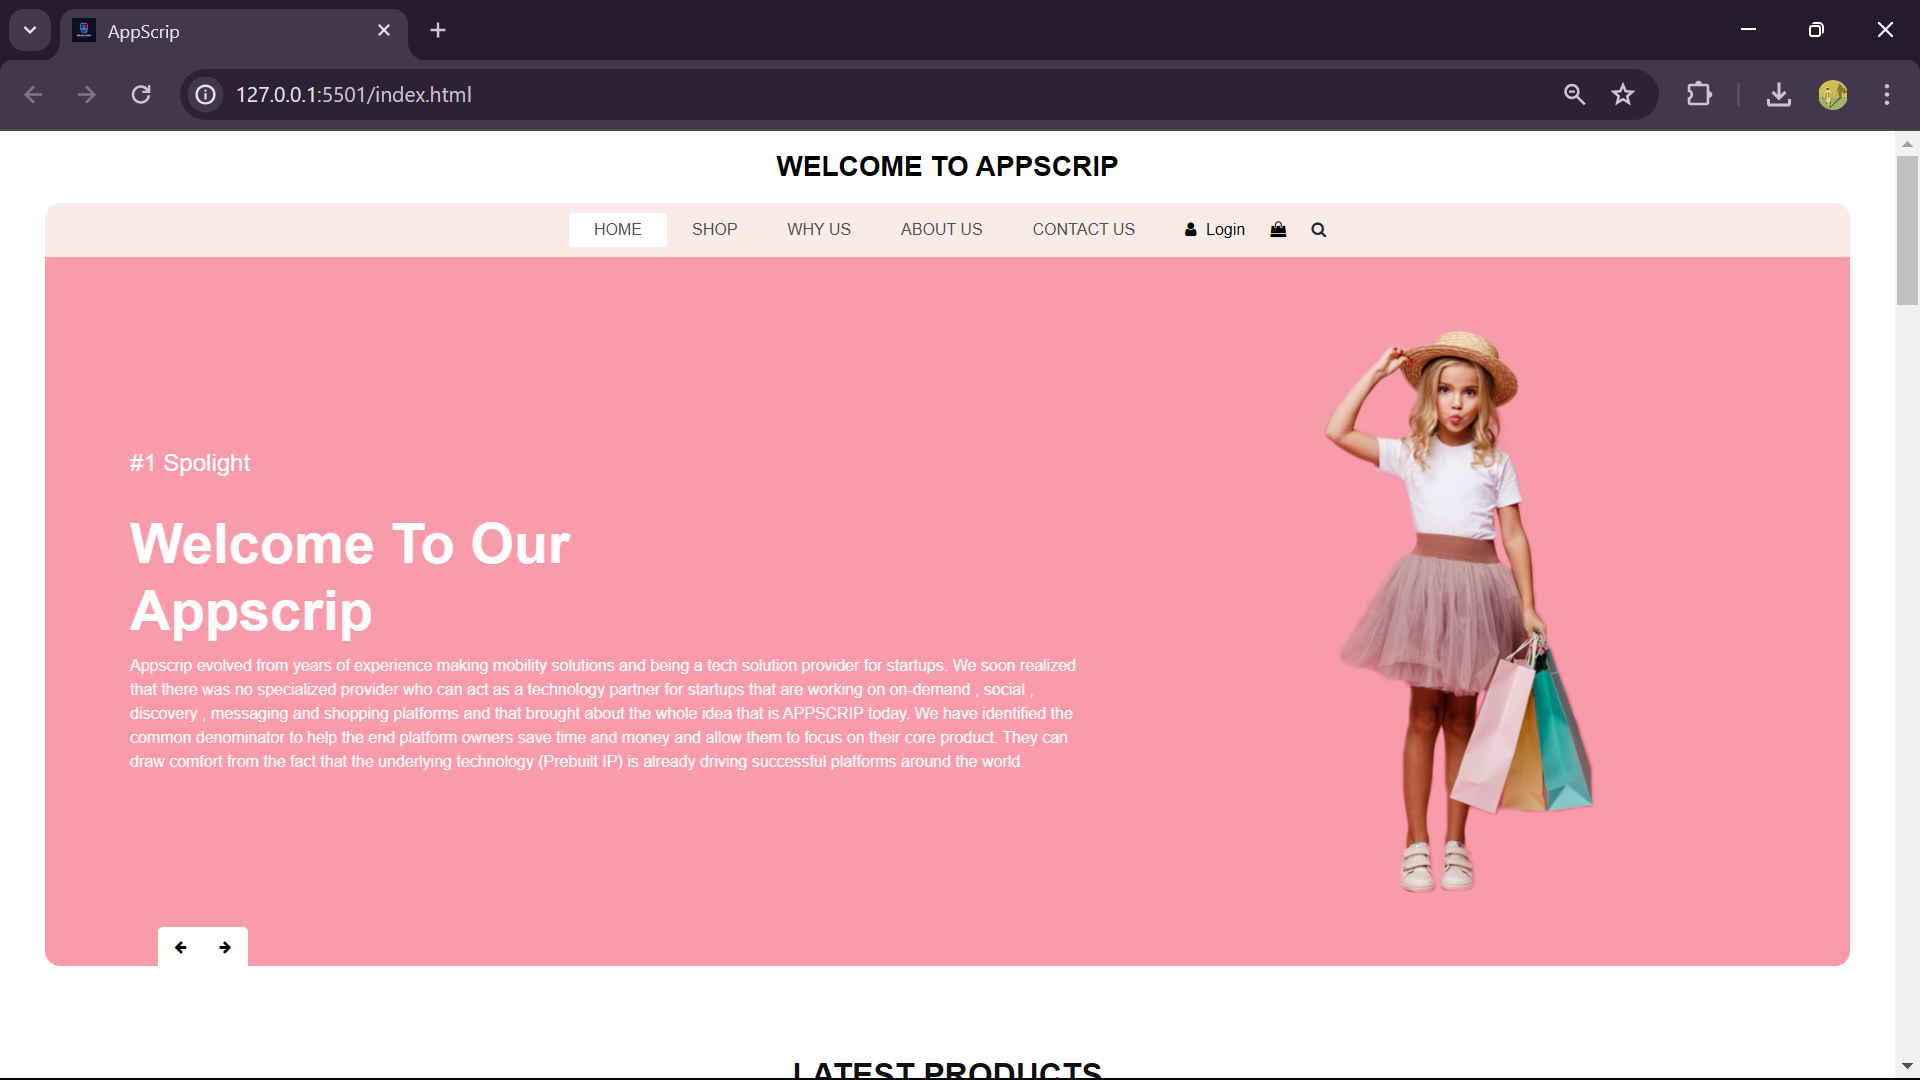 AppScrip
127.0.0.1:5501/index.html
WELCOME TO APPSCRIP
HOME SHOP WHY US ABOUT US CONTACT US Login
#1 Spolight
Welcome To Our
Appscrip
Appscrip evolved from years of experience making mobility solutions and being a tech solution provider for startups. We soon realized
that there was no specialized provider who can act as a technology partner for startups that are working on on-demand , social ,
discovery , messaging and shopping platforms and that brought about the whole idea that is APPSCRIP today. We have identified the
common denominator to help the end platform owners save time and money and allow them to focus on their core product. They can
draw comfort from the fact that the underlying technology (Prebuilt IP) is already driving successful platforms around the world.
LATEST PRODUCTS